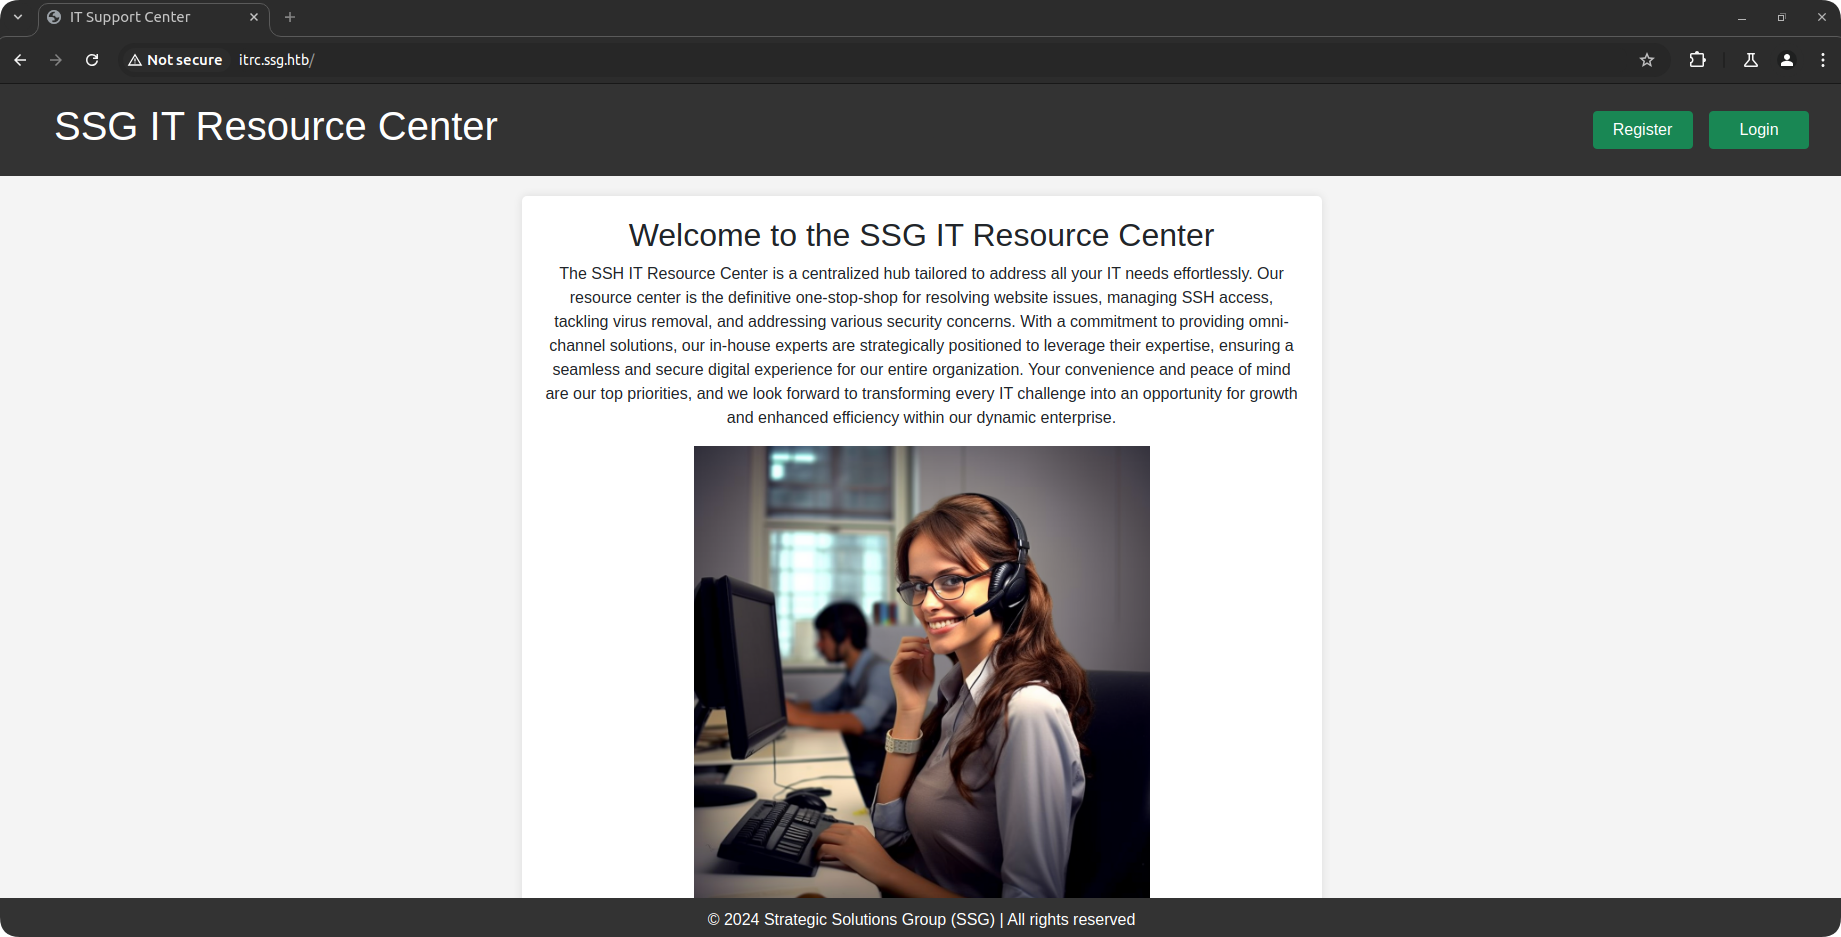 IT Support Center
Not secure itrc.ssg.htb/
SSG IT Resource Center
Register Login
Welcome to the SSG IT Resource Center
The SSH IT Resource Center is a centralized hub tailored to address all your IT needs effortlessly. Our
resource center is the definitive one-stop-shop for resolving website issues, managing SSH access,
tackling virus removal, and addressing various security concerns. With a commitment to providing omni-
channel solutions, our in-house experts are strategically positioned to leverage their expertise, ensuring a
seamless and secure digital experience for our entire organization. Your convenience and peace of mind
are our top priorities, and we look forward to transforming every IT challenge into an opportunity for growth
and enhanced efficiency within our dynamic enterprise.
© 2024 Strategic Solutions Group (SSG) | All rights reserved